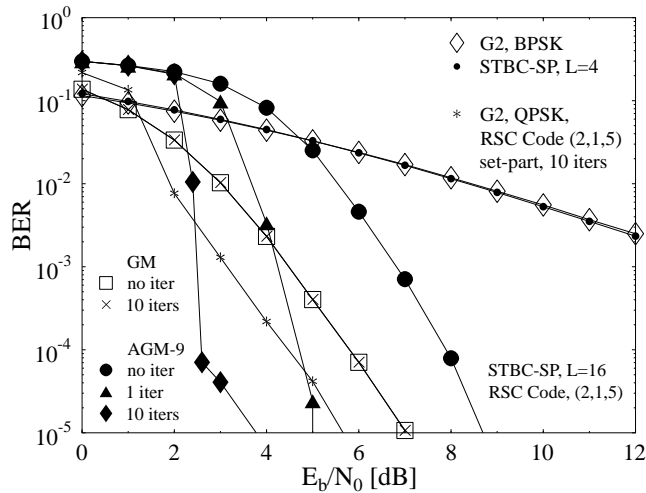 10^0
10^-1
10^-2
10^-3
10^-4
10^-5
BER
G2, BPSK
STBC-SP, L=4
G2, QPSK,
RSC Code (2,1,5)
set-part, 10 iters
GM
no iter
10 iters
AGM-9
no iter
1 iter
10 iters
STBC-SP, L=16
RSC Code, (2,1,5)
0 2 4 6 8 10 12
E_b/N_0 [dB]